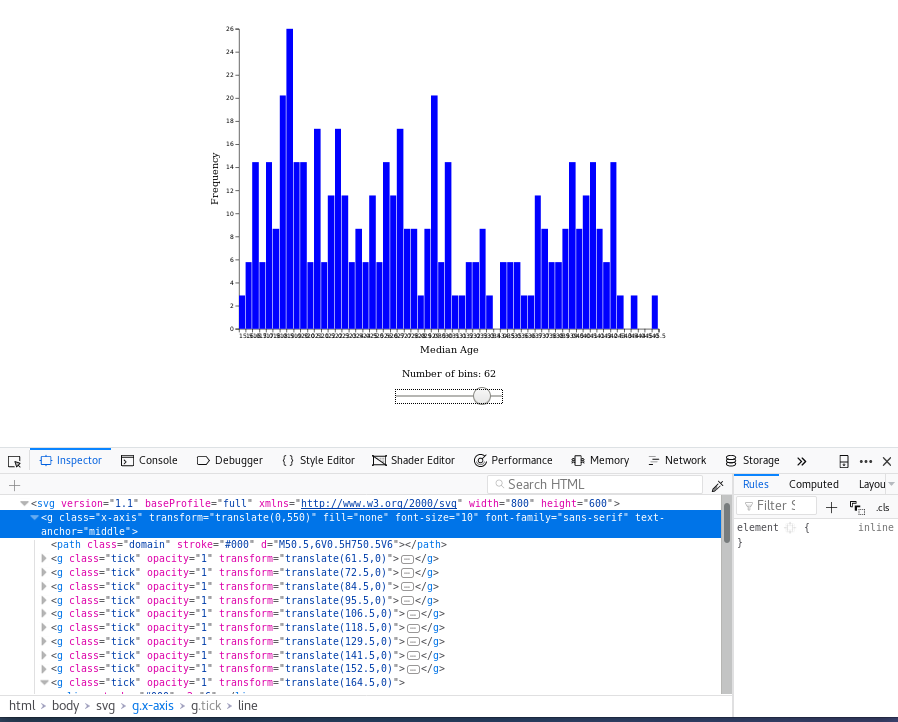 26
24
22
20
18
16
14
12
10
8
6
4
2
0
Frequency
Median Age
Number of bins: 62
Inspector
Console
Debugger
{ } Style Editor
Shader Editor
Performance
Memory
Network
Storage
Search HTML
<svg version="1.1" baseProfile="full" xmlns="http://www.w3.org/2000/svg" width="800" height="600">
<g class="x-axis" transform="translate(0,550)" fill="none" font-size="10" font-family="sans-serif" text-
anchor="middle">
<path class="domain" stroke="#000" d="M50.5,6V0.5H750.5V6"></path>
<g class="tick" opacity="1" transform="translate(61.5,0)"></g>
<g class="tick" opacity="1" transform="translate(72.5,0)"></g>
<g class="tick" opacity="1" transform="translate(84.5,0)"></g>
<g class="tick" opacity="1" transform="translate(95.5,0)"></g>
<g class="tick" opacity="1" transform="translate(106.5,0)"></g>
<g class="tick" opacity="1" transform="translate(118.5,0)"></g>
<g class="tick" opacity="1" transform="translate(129.5,0)"></g>
<g class="tick" opacity="1" transform="translate(141.5,0)"></g>
<g class="tick" opacity="1" transform="translate(152.5,0)"></g>
<g class="tick" opacity="1" transform="translate(164.5,0)">
html > body > svg > g.x-axis > g.tick > line
Rules
Computed
Layou
Filter S
+
.cls
element { inline
}